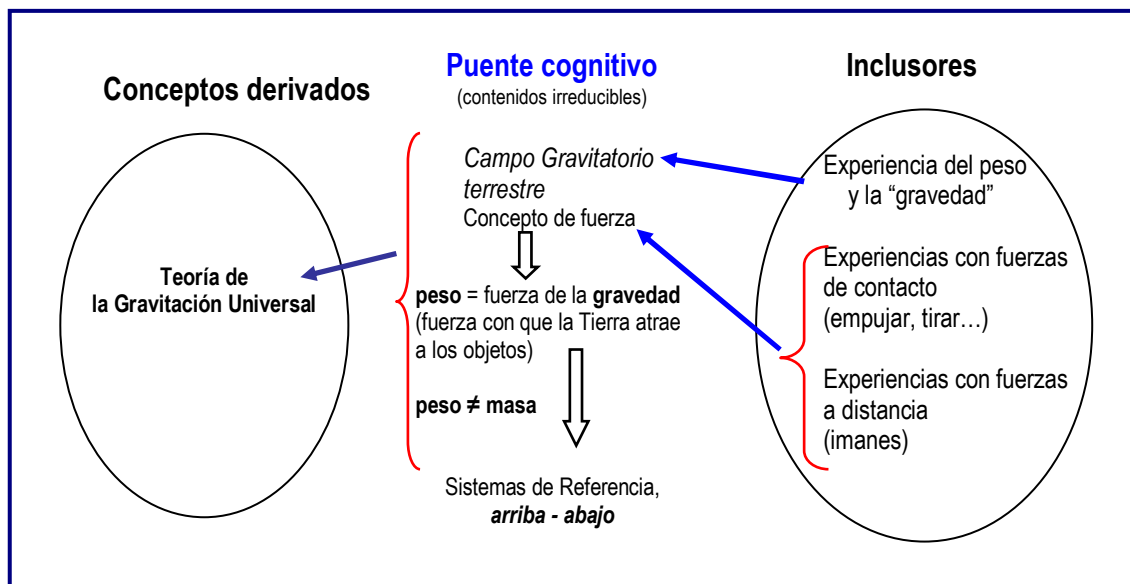 Conceptos derivados
Teoría de
la Gravitación Universal
Puente cognitivo
(contenidos irreducibles)
Campo Gravitatorio
terrestre
Concepto de fuerza
peso = fuerza de la gravedad
(fuerza con que la Tierra atrae
a los objetos)
peso ≠ masa
Sistemas de Referencia,
arriba - abajo
Inclusores
Experiencia del peso
y la “gravedad”
Experiencias con fuerzas
de contacto
(empujar, tirar…)
Experiencias con fuerzas
a distancia
(imanes)